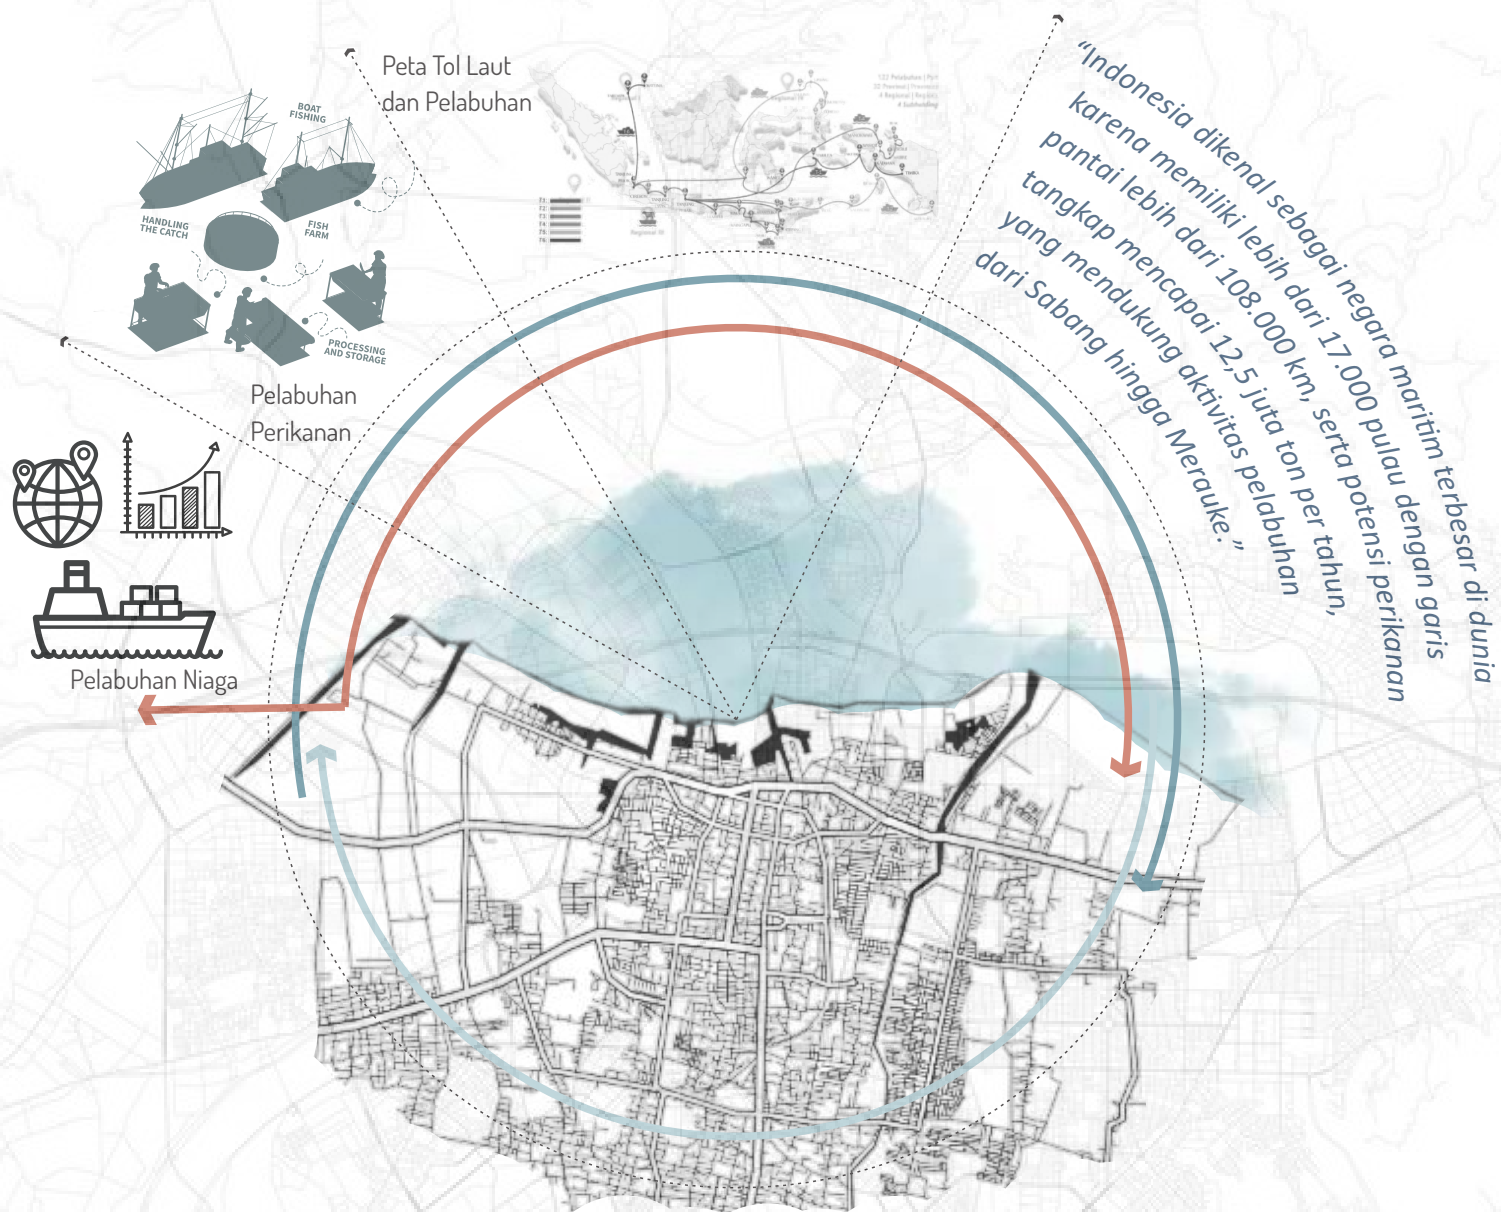 Peta Tol Laut
dan Pelabuhan
BOAT
FISHING
HANDLING
THE CATCH
FISH
FARM
PROCESSING
AND STORAGE
Pelabuhan
Perikanan
Pelabuhan Niaga
“Indonesia dikenal sebagai negara maritim terbesar di dunia
karena memiliki lebih dari 17.000 pulau dengan garis
pantai lebih dari 108.000 km, serta potensi perikanan
tangkap mencapai 12,5 juta ton per tahun,
yang mendukung aktivitas pelabuhan
dari Sabang hingga Merauke.”